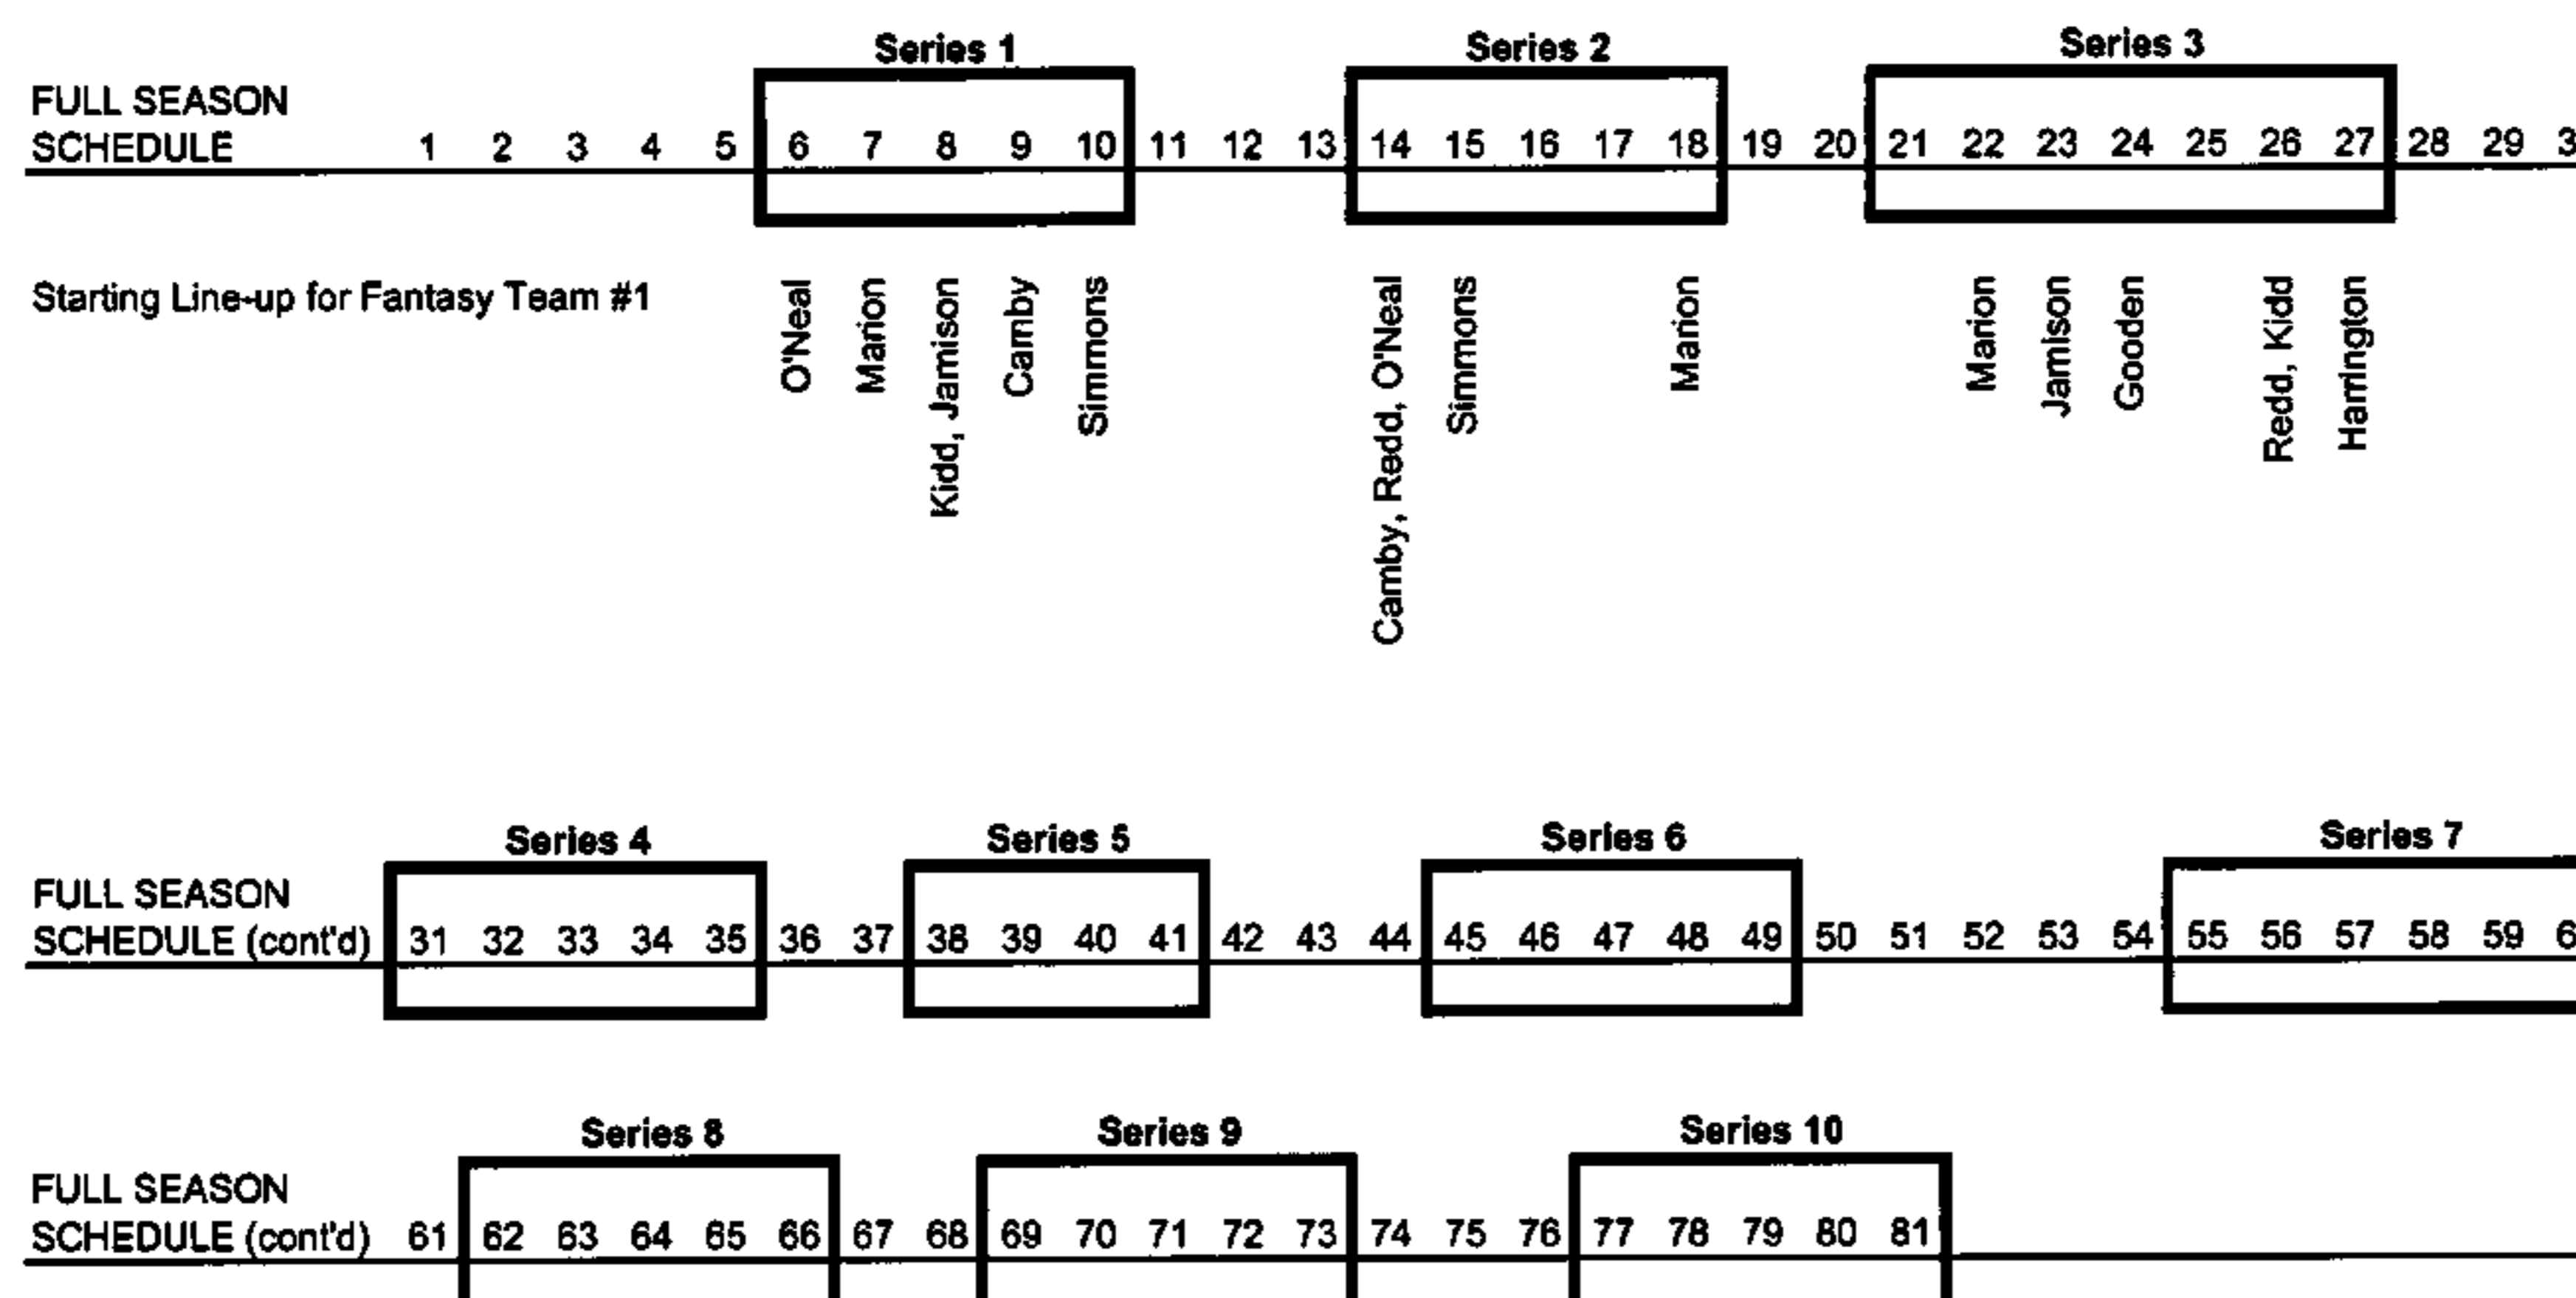 Series 1 Series 2 Series 3
FULL SEASON
SCHEDULE 1 2 3 4 5 6 7 8 9 10 11 12 13 14 15 16 17 18 19 20 21 22 23 24 25 26 27 28 29
Starting Line-up for Fantasy Team #1
O'Neal
Marion
Kidd, Jamison
Camby
Simmons
Camby, Redd, O'Neal
Simmons
Marion
Marion
Jamison
Gooden
Redd, Kidd
Harrington
Series 4 Series 5 Series 6 Series 7
FULL SEASON
SCHEDULE (cont'd) 31 32 33 34 35 36 37 38 39 40 41 42 43 44 45 46 47 48 49 50 51 52 53 54 55 56 57 58 59
Series 8 Series 9 Series 10
FULL SEASON
SCHEDULE (cont'd) 61 62 63 64 65 66 67 68 69 70 71 72 73 74 75 76 77 78 79 80 81